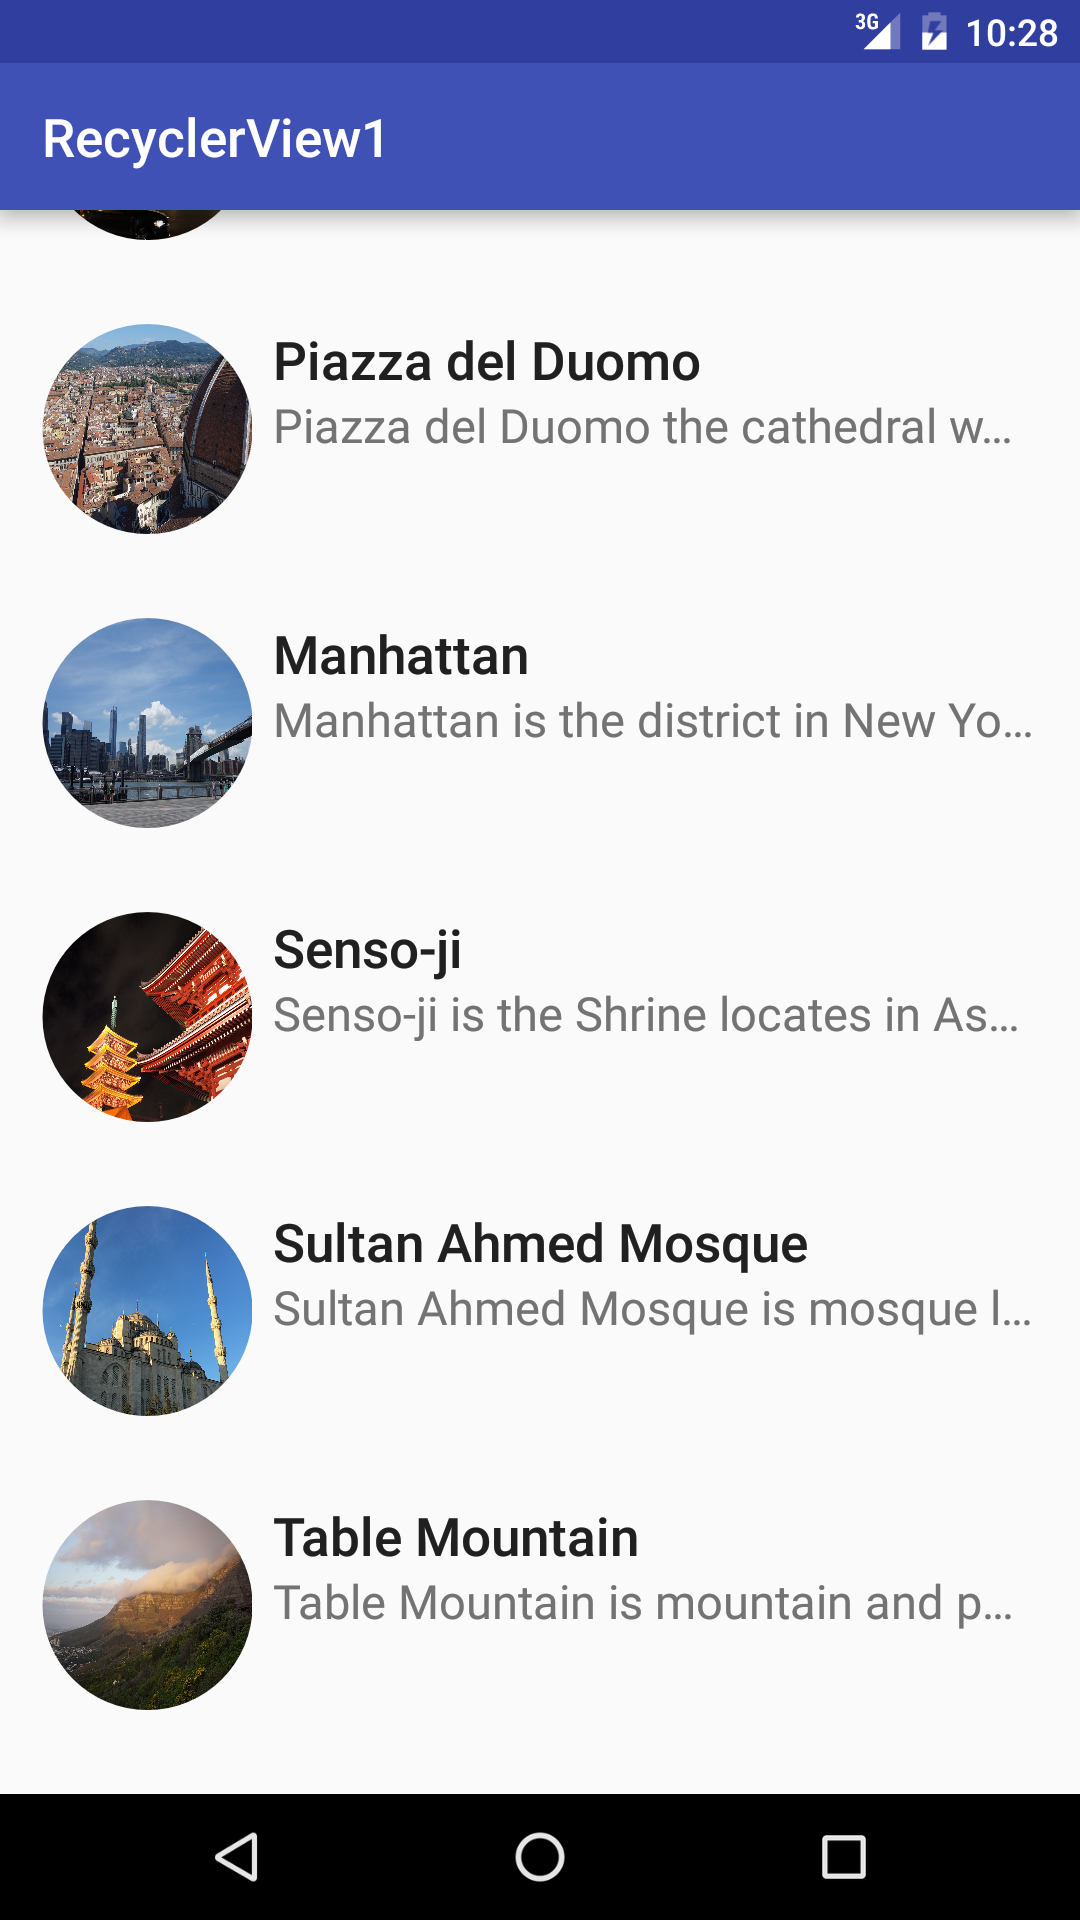 3G 10:28
RecyclerView1
Piazza del Duomo
Piazza del Duomo the cathedral w...
Manhattan
Manhattan is the district in New Yo...
Senso-ji
Senso-ji is the Shrine locates in As...
Sultan Ahmed Mosque
Sultan Ahmed Mosque is mosque l...
Table Mountain
Table Mountain is mountain and p...